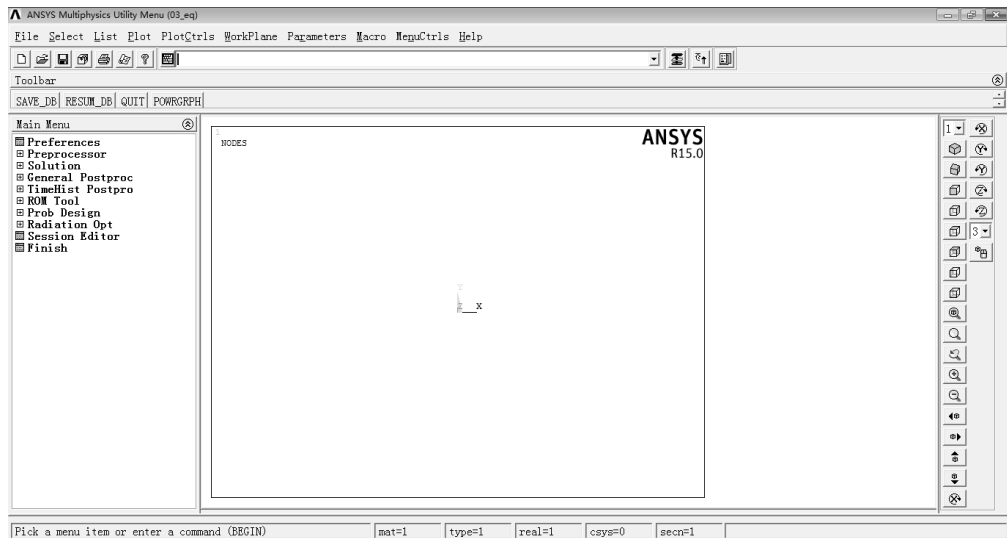 ANSYS Multiphysics Utility Menu (03_eq)
File Select List Plot PlotCtrls WorkPlane Parameters Macro MenuCtrls Help
Toolbar
SAVE_DB RESUM_DB QUIT POWRGRPH
Main Menu
Preferences
Preprocessor
Solution
General Postproc
TimeHist Postpro
ROM Tool
Prob Design
Radiation Opt
Session Editor
Finish
1
NODES
ANSYS
R15.0
Y
Z X
1
3
Pick a menu item or enter a command (BEGIN) mat=1 type=1 real=1 csys=0 secn=1